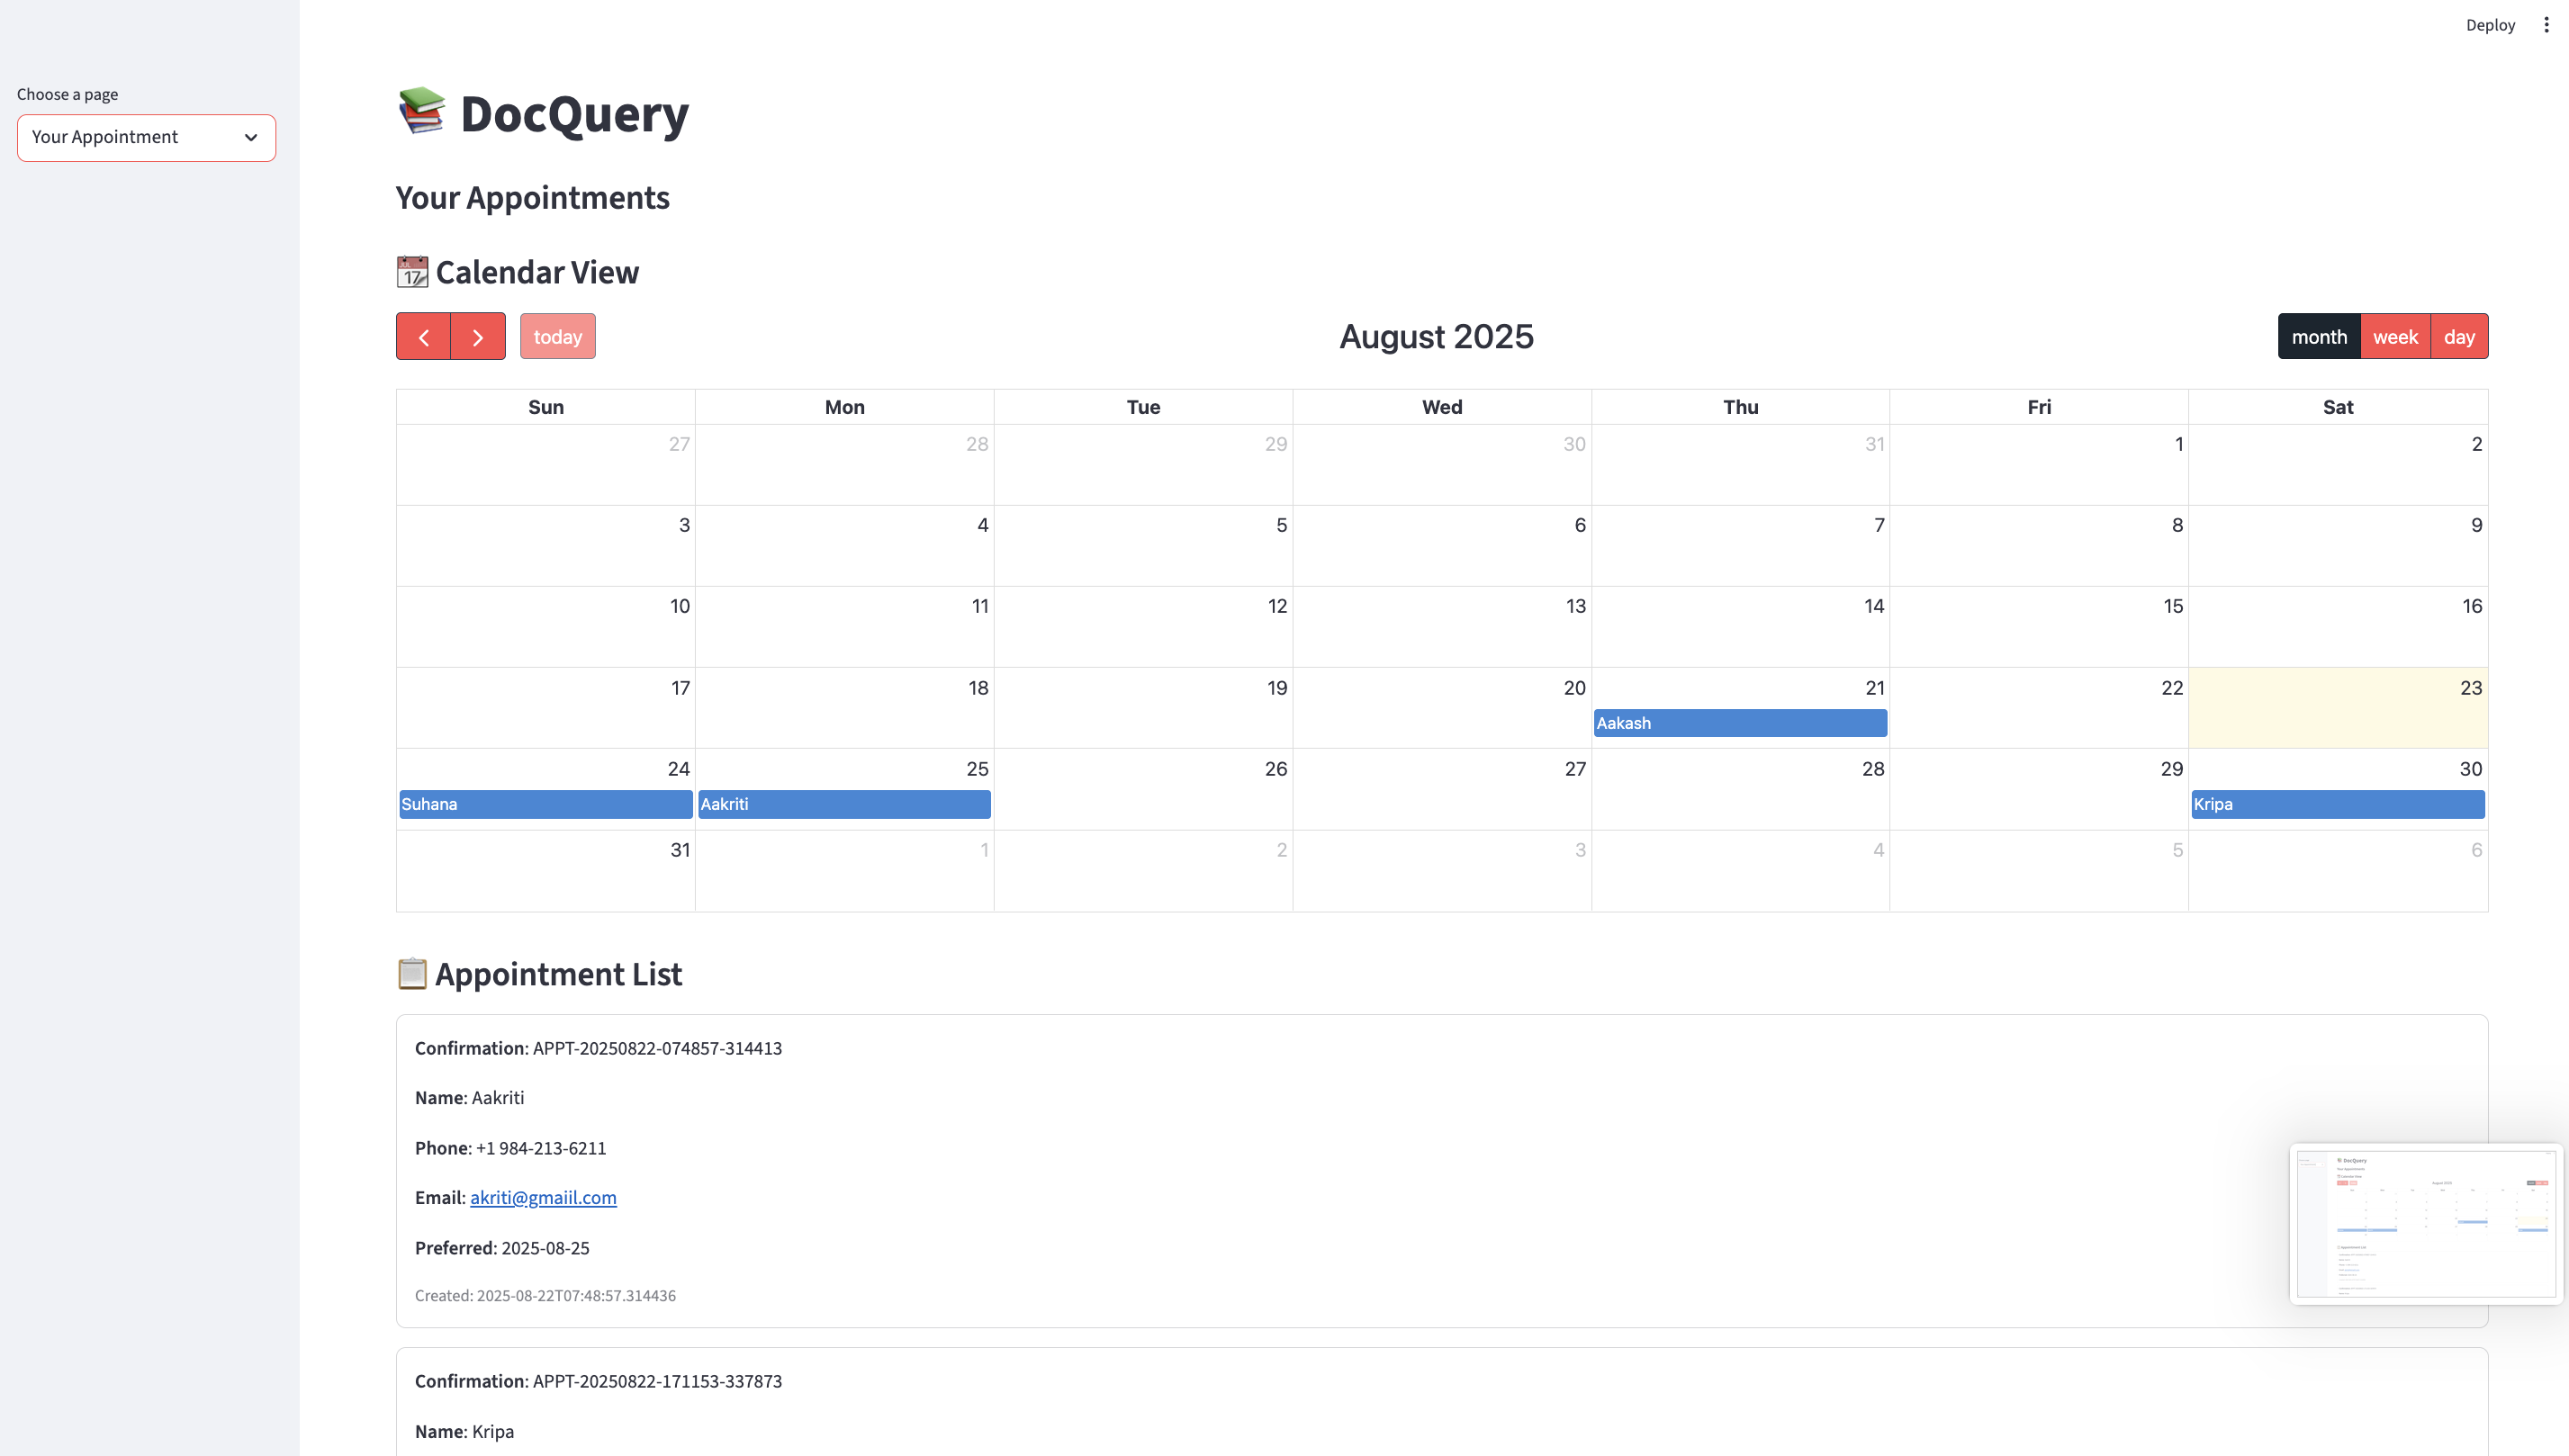 Deploy
Choose a page
Your Appointment
DocQuery
Your Appointments
17 Calendar View
today
August 2025
month week day
Sun Mon Tue Wed Thu Fri Sat
27 28 29 30 31 1 2
3 4 5 6 7 8 9
10 11 12 13 14 15 16
17 18 19 20 21 22 23
Aakash
24 25 26 27 28 29 30
Suhana Aakriti Kripa
31 1 2 3 4 5 6
Appointment List
Confirmation: APPT-20250822-074857-314413
Name: Aakriti
Phone: +1 984-213-6211
Email: akriti@gmaiil.com
Preferred: 2025-08-25
Created: 2025-08-22T07:48:57.314436
Confirmation: APPT-20250822-171153-337873
Name: Kripa
DocQuery